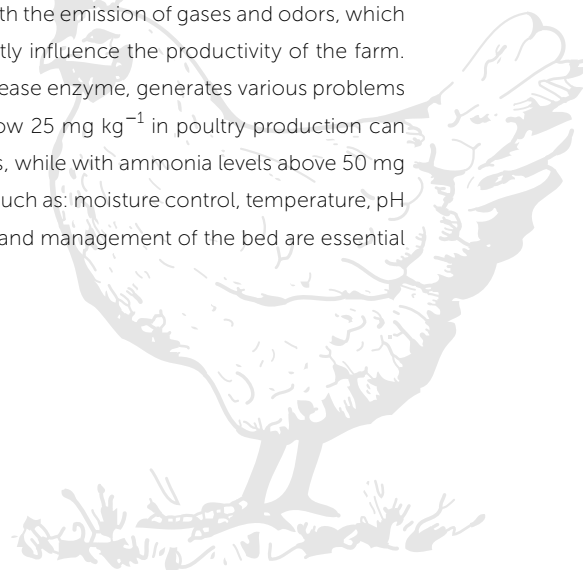 th the emission of gases and odors, which
tly influence the productivity of the farm.
ease enzyme, generates various problems
ow 25 mg kg⁻¹ in poultry production can
s, while with ammonia levels above 50 mg
uch as: moisture control, temperature, pH
and management of the bed are essential